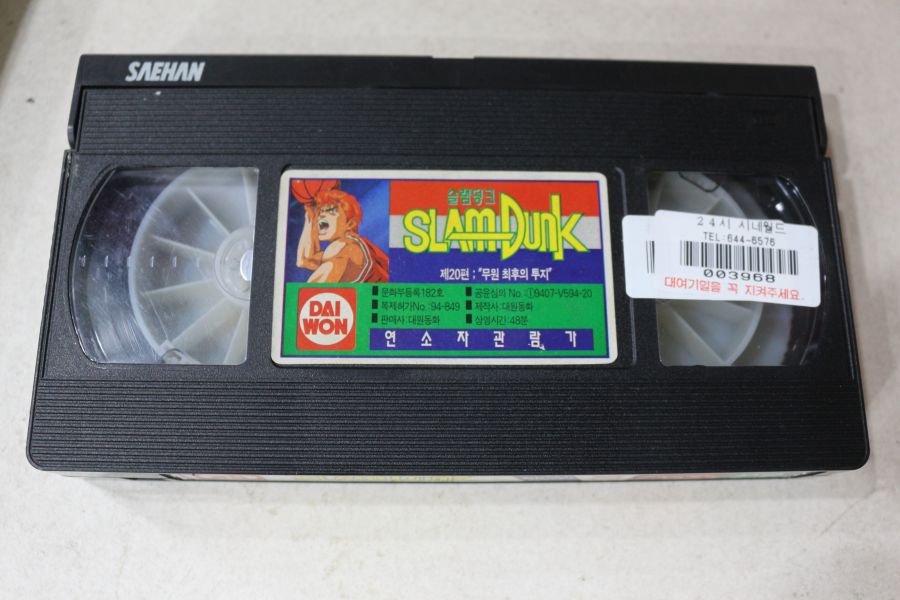 SAEHAN
슬램덩크
SLAM DUNK
제20편 ; "무원 최후의 투지"
DAI
WON
■ 문화부등록182호
■ 공윤심의 No. : ①9407-V594-20
■ 복제허가No. : 94-849
■ 제작사 : 대원동화
■ 판매사 : 대원동화
■ 상영시간 : 48분
연소자관람가
24시 시네월드
TEL:644-6576
003968
대여기일을 꼭 지켜주세요.